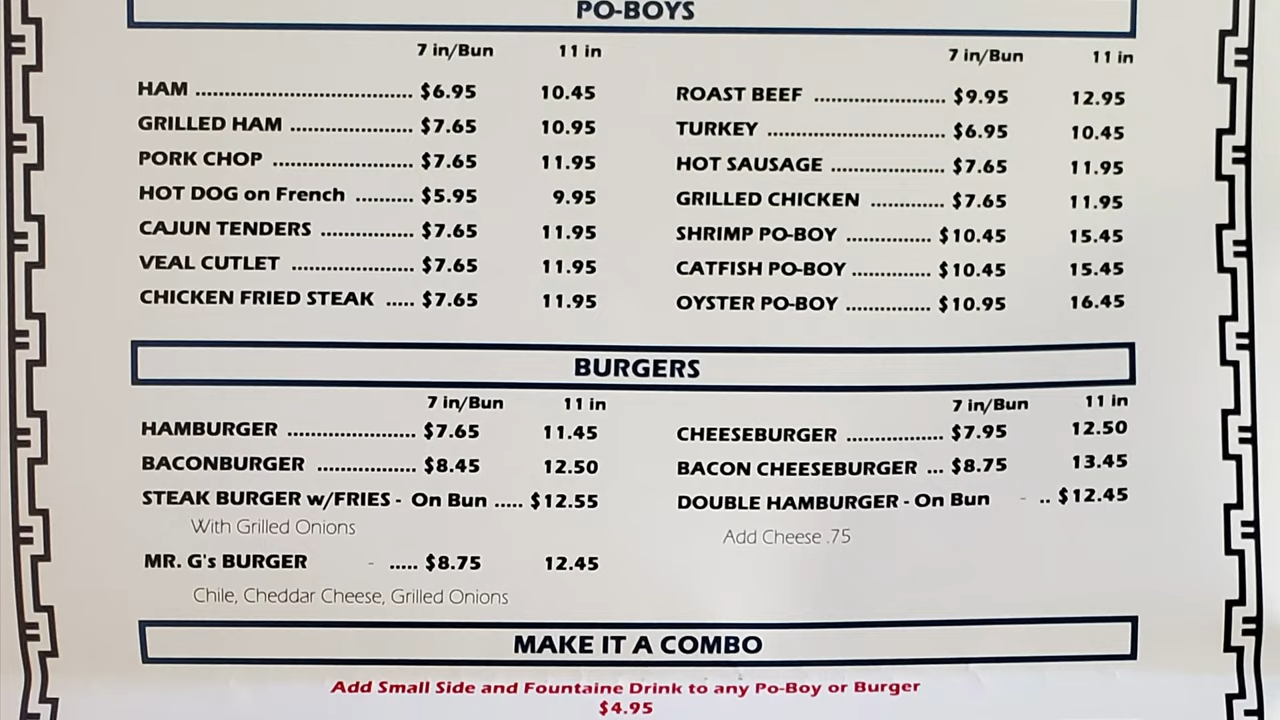 PO-BOYS
7 in/Bun 11 in
HAM ................................... $6.95 10.45
GRILLED HAM .................... $7.65 10.95
PORK CHOP ....................... $7.65 11.95
HOT DOG on French .......... $5.95 9.95
CAJUN TENDERS ................ $7.65 11.95
VEAL CUTLET ..................... $7.65 11.95
CHICKEN FRIED STEAK ..... $7.65 11.95
7 in/Bun 11 in
ROAST BEEF ...................... $9.95 12.95
TURKEY ............................. $6.95 10.45
HOT SAUSAGE ................... $7.65 11.95
GRILLED CHICKEN ............ $7.65 11.95
SHRIMP PO-BOY ............... $10.45 15.45
CATFISH PO-BOY .............. $10.45 15.45
OYSTER PO-BOY ............... $10.95 16.45
BURGERS
7 in/Bun 11 in
HAMBURGER ...................... $7.65 11.45
BACONBURGER ................. $8.45 12.50
STEAK BURGER w/FRIES - On Bun ..... $12.55
With Grilled Onions
MR. G's BURGER - ..... $8.75 12.45
Chile, Cheddar Cheese, Grilled Onions
7 in/Bun 11 in
CHEESEBURGER ................ $7.95 12.50
BACON CHEESEBURGER ... $8.75 13.45
DOUBLE HAMBURGER - On Bun - .. $12.45
Add Cheese .75
MAKE IT A COMBO
Add Small Side and Fountaine Drink to any Po-Boy or Burger
$4.95